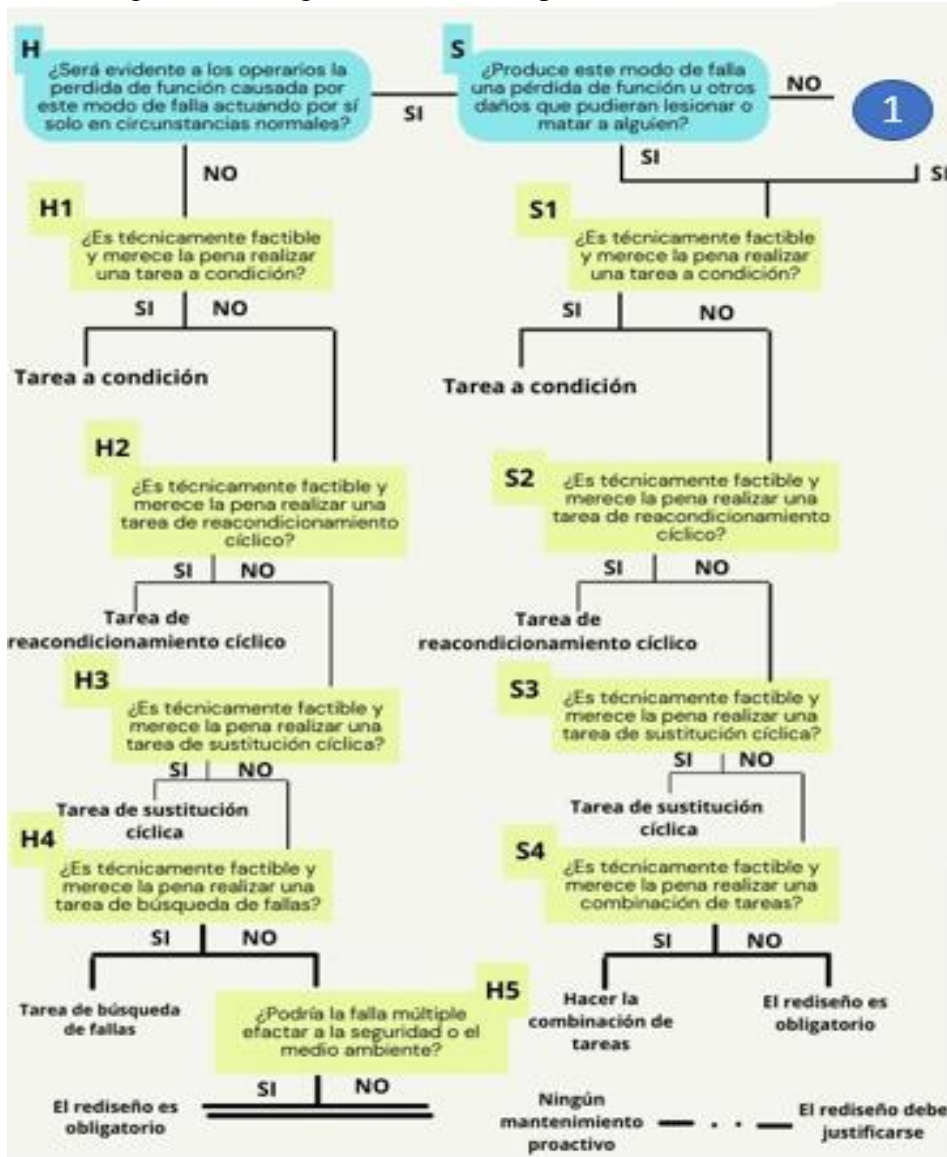 H
¿Será evidente a los operarios la
perdida de función causada por
este modo de falla actuando por sí
solo en circunstancias normales?
SI
S
¿Produce este modo de falla
una pérdida de función u otros
daños que pudieran lesionar o
matar a alguien?
NO
1
NO
SI
SI
H1
¿Es técnicamente factible
y merece la pena realizar
una tarea a condición?
SI
NO
Tarea a condición
S1
¿Es técnicamente factible
y merece la pena realizar
una tarea a condición?
SI
NO
Tarea a condición
H2
¿Es técnicamente factible y
merece la pena realizar una
tarea de reacondicionamiento
cíclico?
SI
NO
Tarea de
reacondicionamiento cíclico
S2
¿Es técnicamente factible y
merece la pena realizar una
tarea de reacondicionamiento
cíclico?
SI
NO
Tarea de
reacondicionamiento cíclico
H3
¿Es técnicamente factible y
merece la pena realizar una
tarea de sustitución cíclica?
SI
NO
Tarea de sustitución
cíclica
S3
¿Es técnicamente factible y
merece la pena realizar una
tarea de sustitución cíclica?
SI
NO
Tarea de sustitución
cíclica
H4
¿Es técnicamente factible y
merece la pena realizar una
tarea de búsqueda de fallas?
SI
NO
Tarea de búsqueda
de fallas
S4
¿Es técnicamente factible y
merece la pena realizar una
combinación de tareas?
SI
NO
Hacer la
combinación de
tareas
El rediseño es
obligatorio
H5
¿Podría la falla múltiple
efactar a la seguridad o el
medio ambiente?
SI
NO
El rediseño es
obligatorio
Ningún
mantenimiento
proactivo
El rediseño debe
justificarse